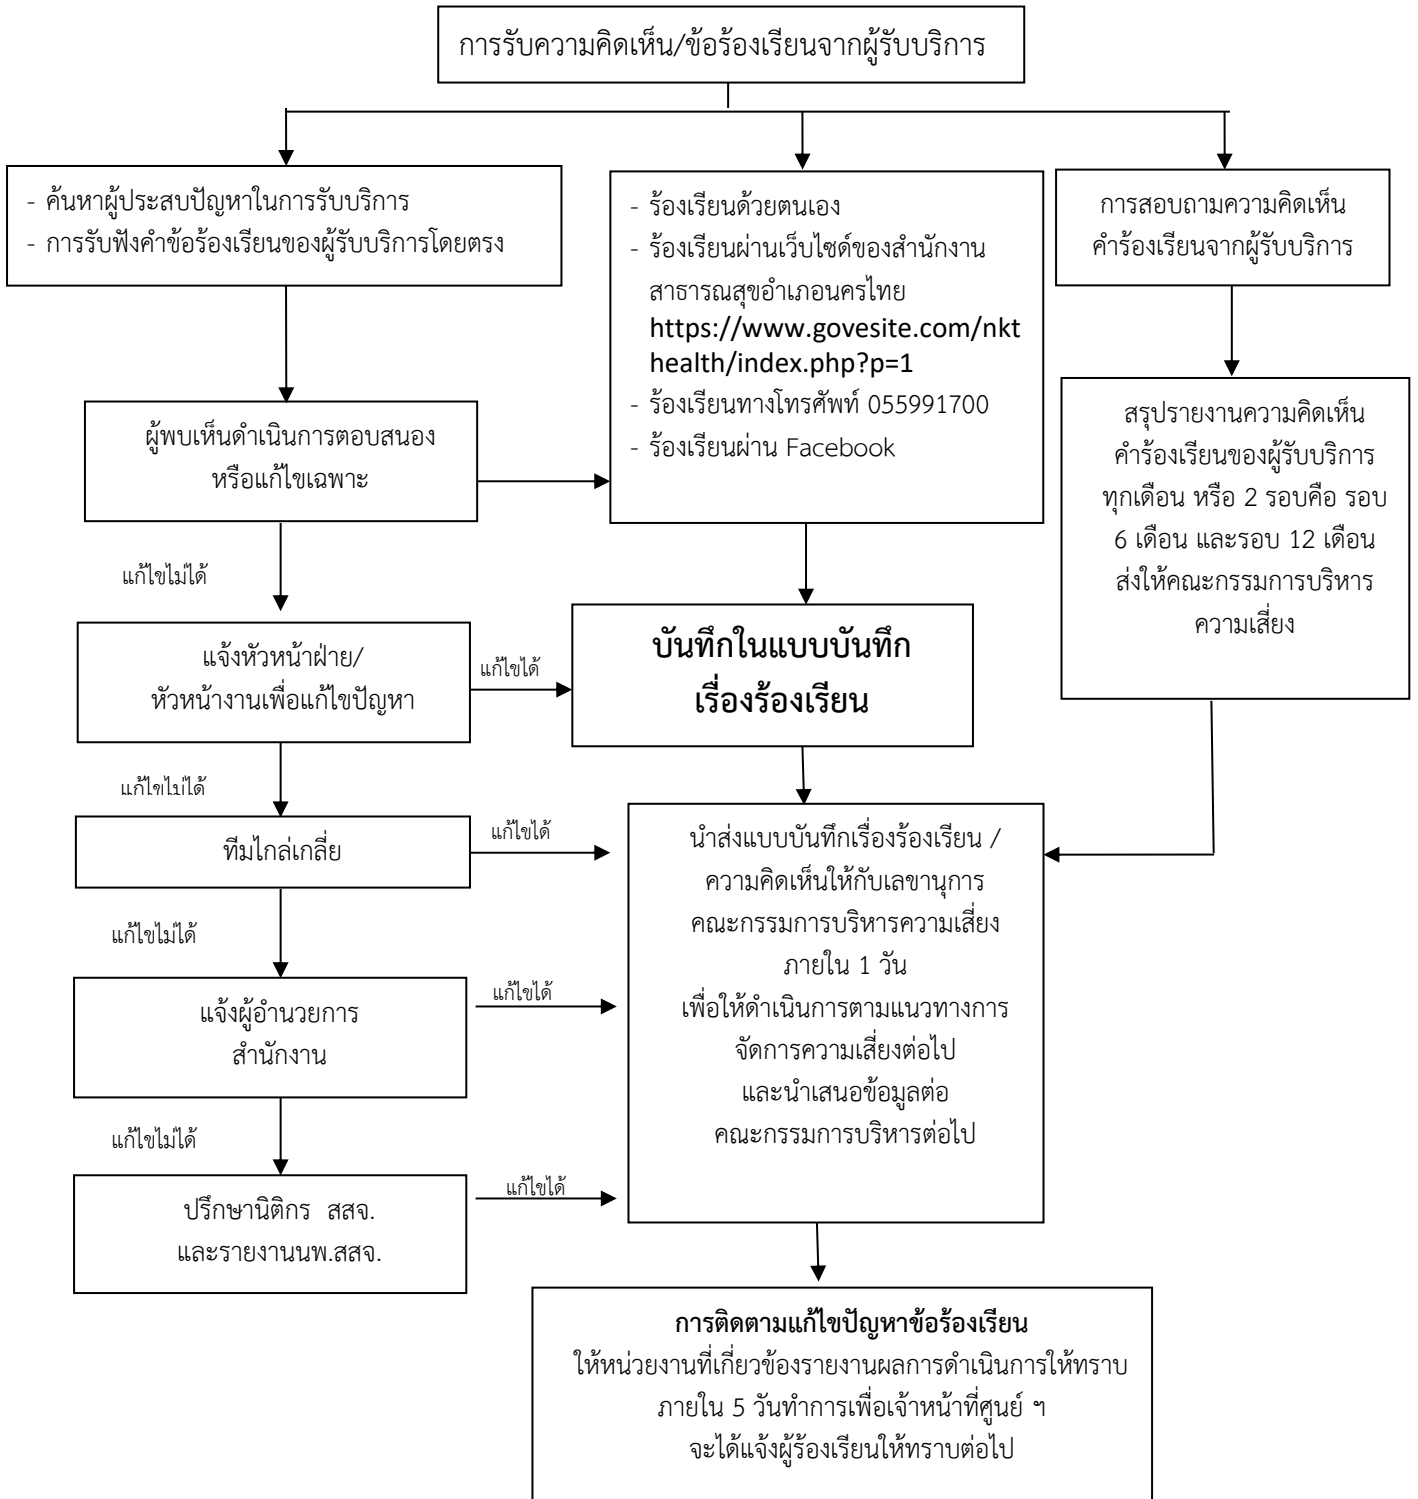 การรับความคิดเห็น/ข้อร้องเรียนจากผู้รับบริการ
- ค้นหาผู้ประสบปัญหาในการรับบริการ
- การรับฟังคำข้อร้องเรียนของผู้รับบริการโดยตรง
- ร้องเรียนด้วยตนเอง
- ร้องเรียนผ่านเว็บไซด์ของสำนักงาน
สาธารณสุขอำเภอนครไทย
https://www.govesite.com/nkt
health/index.php?p=1
- ร้องเรียนทางโทรศัพท์ 055991700
- ร้องเรียนผ่าน Facebook
การสอบถามความคิดเห็น
คำร้องเรียนจากผู้รับบริการ
ผู้พบเห็นดำเนินการตอบสนอง
หรือแก้ไขเฉพาะ
สรุปรายงานความคิดเห็น
คำร้องเรียนของผู้รับบริการ
ทุกเดือน หรือ 2 รอบคือ รอบ
6 เดือน และรอบ 12 เดือน
ส่งให้คณะกรรมการบริหาร
ความเสี่ยง
แก้ไขไม่ได้
แจ้งหัวหน้าฝ่าย/
หัวหน้างานเพื่อแก้ไขปัญหา
แก้ไขได้
บันทึกในแบบบันทึก
เรื่องร้องเรียน
แก้ไขไม่ได้
ทีมไกล่เกลี่ย
แก้ไขได้
นำส่งแบบบันทึกเรื่องร้องเรียน /
ความคิดเห็นให้กับเลขานุการ
คณะกรรมการบริหารความเสี่ยง
ภายใน 1 วัน
เพื่อให้ดำเนินการตามแนวทางการ
จัดการความเสี่ยงต่อไป
และนำเสนอข้อมูลต่อ
คณะกรรมการบริหารต่อไป
แก้ไขไม่ได้
แจ้งผู้อำนวยการ
สำนักงาน
แก้ไขได้
แก้ไขไม่ได้
ปรึกษานิติกร สสจ.
และรายงานนพ.สสจ.
แก้ไขได้
การติดตามแก้ไขปัญหาข้อร้องเรียน
ให้หน่วยงานที่เกี่ยวข้องรายงานผลการดำเนินการให้ทราบ
ภายใน 5 วันทำการเพื่อเจ้าหน้าที่ศูนย์ ฯ
จะได้แจ้งผู้ร้องเรียนให้ทราบต่อไป